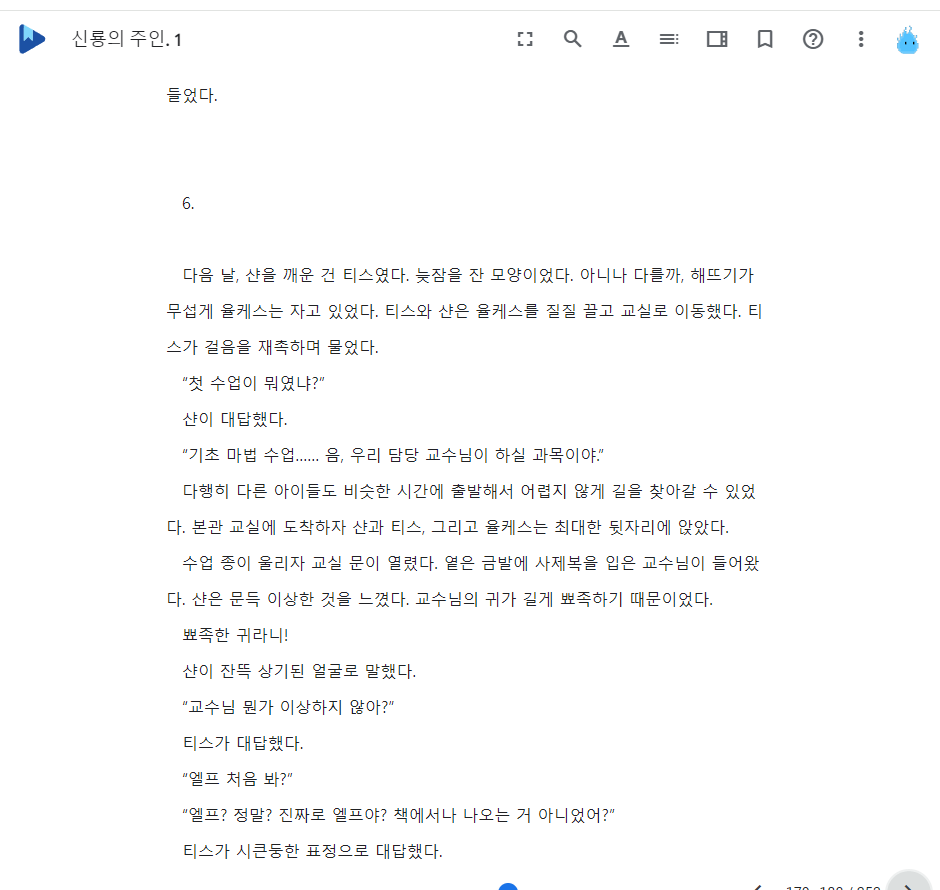 신룡의 주인. 1
들었다.
6.
다음 날, 샨을 깨운 건 티스였다. 늦잠을 잔 모양이었다. 아니나 다를까, 해뜨기가
무섭게 율케스는 자고 있었다. 티스와 샨은 율케스를 질질 끌고 교실로 이동했다. 티
스가 걸음을 재촉하며 물었다.
“첫 수업이 뭐였냐?”
샨이 대답했다.
“기초 마법 수업…… 음, 우리 담당 교수님이 하실 과목이야.”
다행히 다른 아이들도 비슷한 시간에 출발해서 어렵지 않게 길을 찾아갈 수 있었
다. 본관 교실에 도착하자 샨과 티스, 그리고 율케스는 최대한 뒷자리에 앉았다.
수업 종이 울리자 교실 문이 열렸다. 옅은 금발에 사제복을 입은 교수님이 들어왔
다. 샨은 문득 이상한 것을 느꼈다. 교수님의 귀가 길게 뾰족하기 때문이었다.
뾰족한 귀라니!
샨이 잔뜩 상기된 얼굴로 말했다.
“교수님 뭔가 이상하지 않아?”
티스가 대답했다.
“엘프 처음 봐?”
“엘프? 정말? 진짜로 엘프야? 책에서나 나오는 거 아니었어?”
티스가 시큰둥한 표정으로 대답했다.